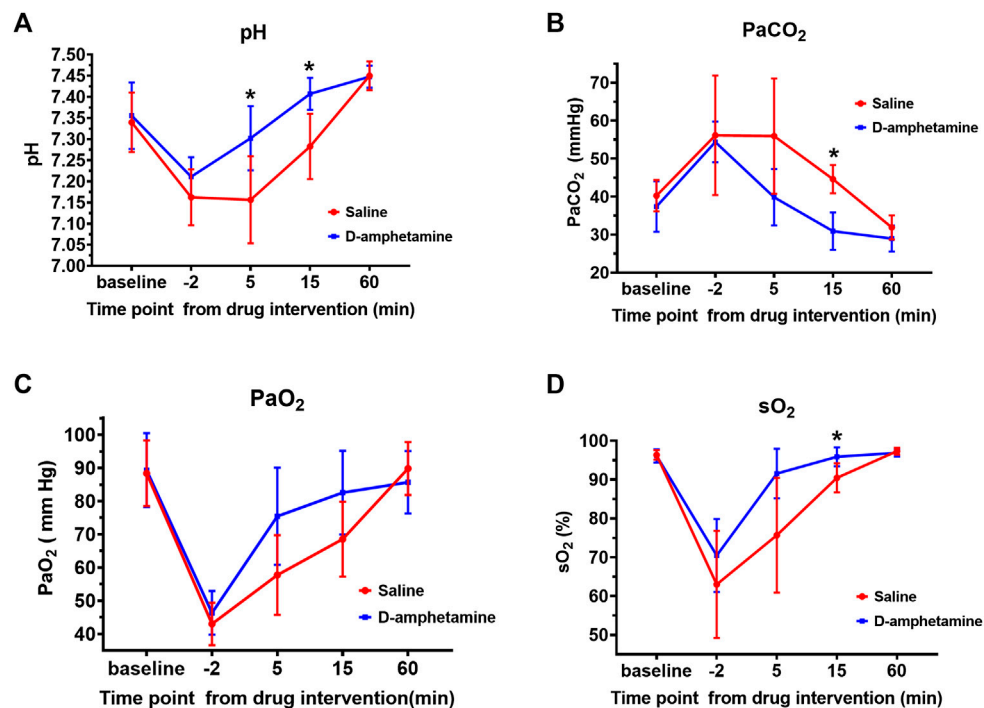 A
pH
7.50
7.45
7.40
7.35
7.30
7.25
7.20
7.15
7.10
7.05
7.00
pH
*
*
Saline
D-amphetamine
baseline -2 5 15 60
Time point from drug intervention (min)
B
PaCO2
70
60
50
40
30
20
PaCO2 (mmHg)
*
Saline
D-amphetamine
baseline -2 5 15 60
Time point from drug intervention (min)
C
PaO2
100
90
80
70
60
50
40
PaO2 ( mm Hg)
Saline
D-amphetamine
baseline -2 5 15 60
Time point from drug intervention(min)
D
sO2
100
90
80
70
60
50
sO2 (%)
*
Saline
D-amphetamine
baseline -2 5 15 60
Time point from drug intervention (min)